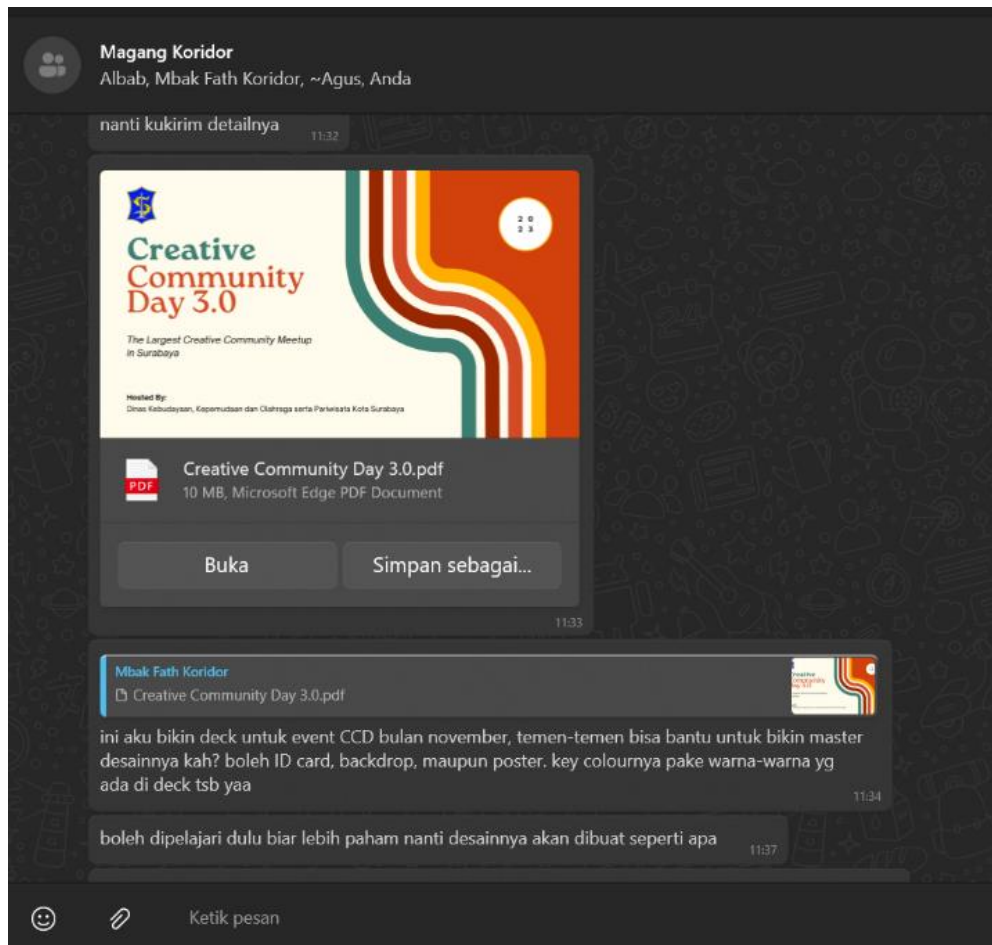 Magang Koridor
Albab, Mbak Fath Koridor, ~Agus, Anda
nanti kukirim detailnya
11:32
2 0
2 3
Creative
Community
Day 3.0
The Largest Creative Community Meetup
in Surabaya
Hosted By:
Dinas Kebudayaan, Kepemudaan dan Olahraga serta Pariwisata Kota Surabaya
PDF
Creative Community Day 3.0.pdf
10 MB, Microsoft Edge PDF Document
Buka
Simpan sebagai...
11:33
Mbak Fath Koridor
Creative Community Day 3.0.pdf
ini aku bikin deck untuk event CCD bulan november, temen-temen bisa bantu untuk bikin master
desainnya kah? boleh ID card, backdrop, maupun poster. key colournya pake warna-warna yg
ada di deck tsb yaa
11:34
boleh dipelajari dulu biar lebih paham nanti desainnya akan dibuat seperti apa
11:37
Ketik pesan